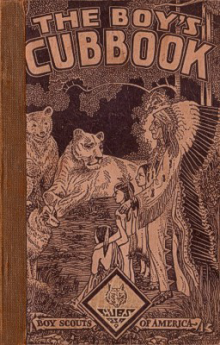 THE BOY'S
CUBBOOK
CUBS
BOY SCOUTS OF AMERICA